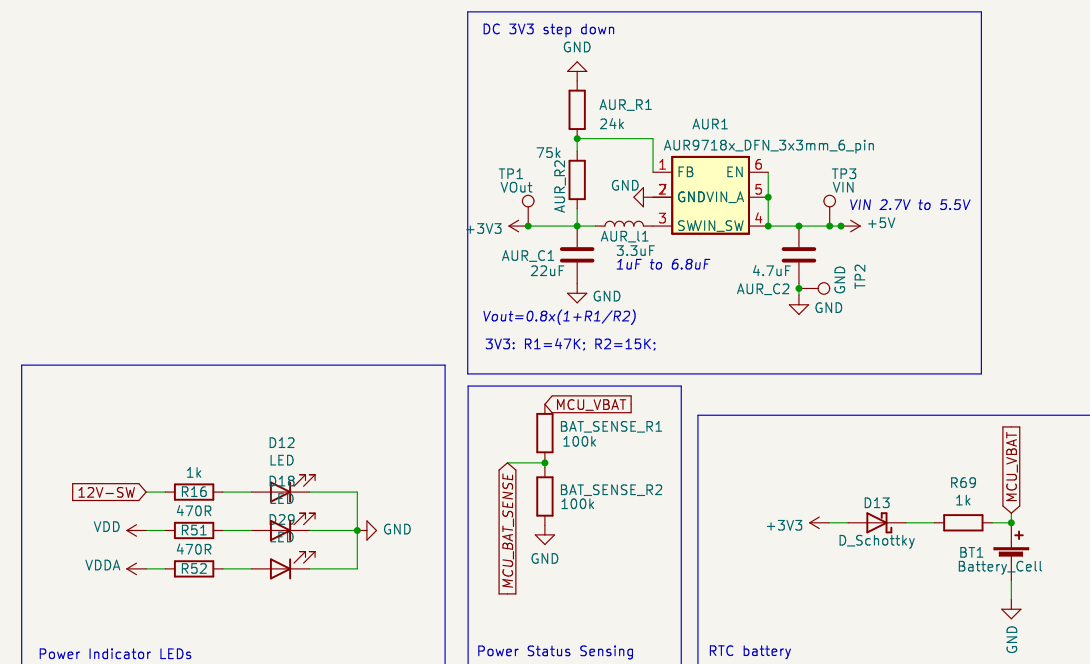 DC 3V3 step down
GND
AUR_R1
24k
AUR1
AUR9718x_DFN_3x3mm_6_pin
75k
AUR_R2
1
FB
EN
6
GND
2
GND
VIN_A
5
3
SW
VIN_SW
4
TP1
VOut
+3V3
AUR_l1
3.3uF
1uF to 6.8uF
AUR_C1
22uF
GND
TP3
VIN
VIN 2.7V to 5.5V
+5V
4.7uF
AUR_C2
GND
TP2
GND
Vout=0.8x(1+R1/R2)
3V3: R1=47K; R2=15K;
D12
LED
12V-SW
1k
R16
D18
LED
VDD
470R
R51
D29
LED
VDDA
470R
R52
GND
Power Indicator LEDs
MCU_VBAT
BAT_SENSE_R1
100k
MCU_BAT_SENSE
BAT_SENSE_R2
100k
GND
Power Status Sensing
MCU_VBAT
+3V3
D13
D_Schottky
R69
1k
+
BT1
Battery_Cell
GND
RTC battery